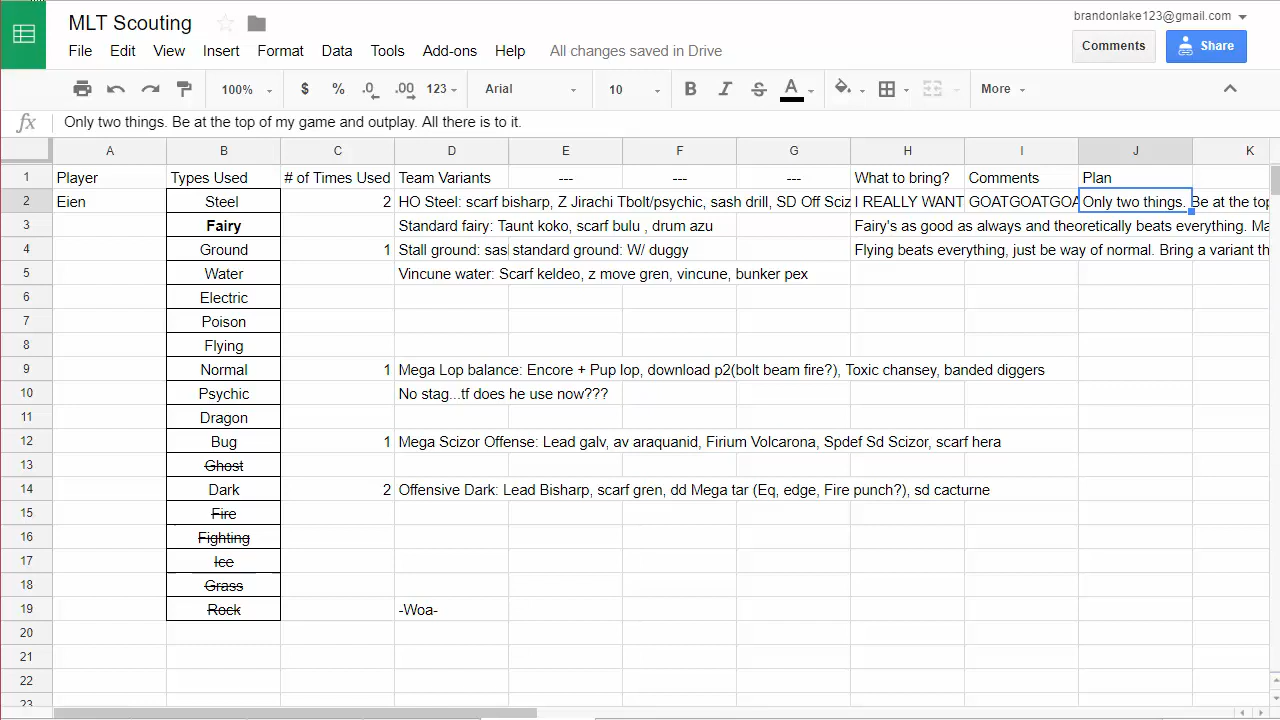 MLT Scouting
brandonlake123@gmail.com
File Edit View Insert Format Data Tools Add-ons Help All changes saved in Drive
Comments Share
100% $ % .0 .00 123 Arial 10 B I S A More
fx Only two things. Be at the top of my game and outplay. All there is to it.
A B C D E F G H I J K
1 Player Types Used # of Times Used Team Variants --- --- --- What to bring? Comments Plan
2 Eien Steel 2 HO Steel: scarf bisharp, Z Jirachi Tbolt/psychic, sash drill, SD Off Sciz I REALLY WANT GOATGOATGOA Only two things. Be at the top
3 Fairy Standard fairy: Taunt koko, scarf bulu , drum azu Fairy's as good as always and theoretically beats everything. Ma
4 Ground 1 Stall ground: sas standard ground: W/ duggy Flying beats everything, just be way of normal. Bring a variant th
5 Water Vincune water: Scarf keldeo, z move gren, vincune, bunker pex
6 Electric
7 Poison
8 Flying
9 Normal 1 Mega Lop balance: Encore + Pup lop, download p2(bolt beam fire?), Toxic chansey, banded diggers
10 Psychic No stag...tf does he use now???
11 Dragon
12 Bug 1 Mega Scizor Offense: Lead galv, av araquanid, Firium Volcarona, Spdef Sd Scizor, scarf hera
13 Ghost
14 Dark 2 Offensive Dark: Lead Bisharp, scarf gren, dd Mega tar (Eq, edge, Fire punch?), sd cacturne
15 Fire
16 Fighting
17 Ice
18 Grass
19 Rock -Woa-
20
21
22
23